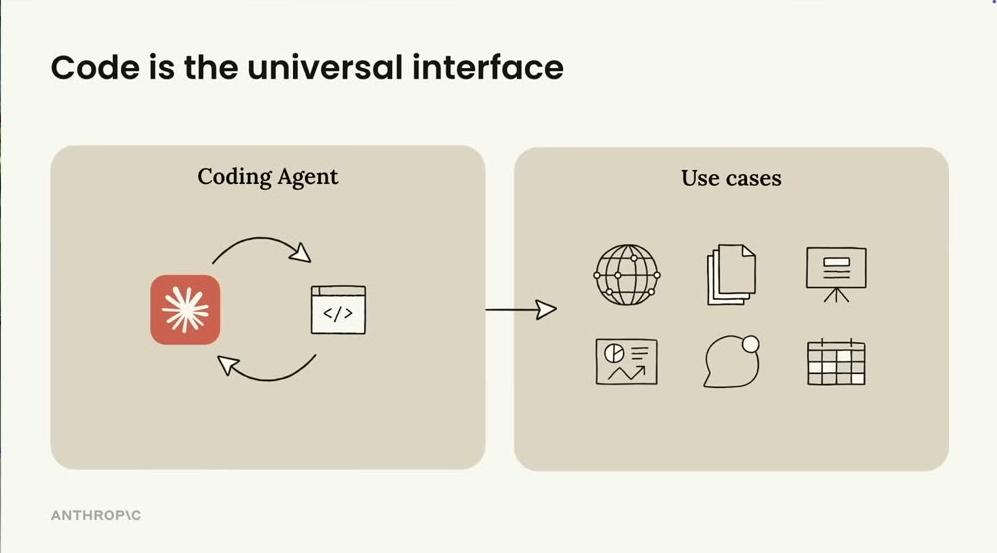 Code is the universal interface
Coding Agent
Use cases
</>
ANTHROP\C